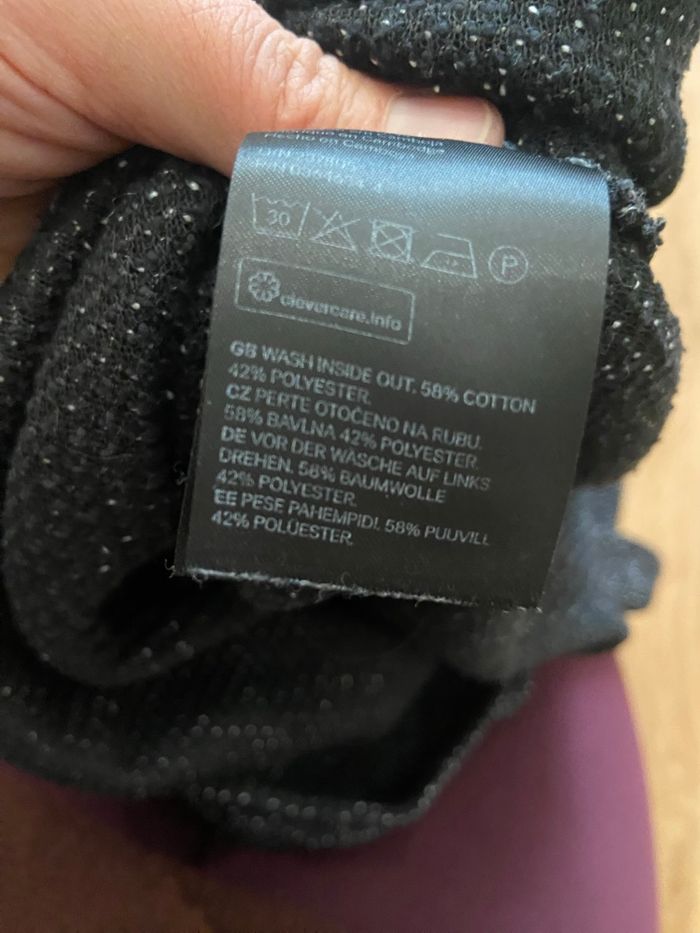 30 P
clevercare.info
GB WASH INSIDE OUT. 58% COTTON
42% POLYESTER.
CZ PERTE OTOČENO NA RUBU.
58% BAVLNA 42% POLYESTER.
DE VOR DER WÄSCHE AUF LINKS
DREHEN. 58% BAUMWOLLE
42% POLYESTER.
EE PESE PAHEMPIDI. 58% PUUVILL
42% POLÜESTER.